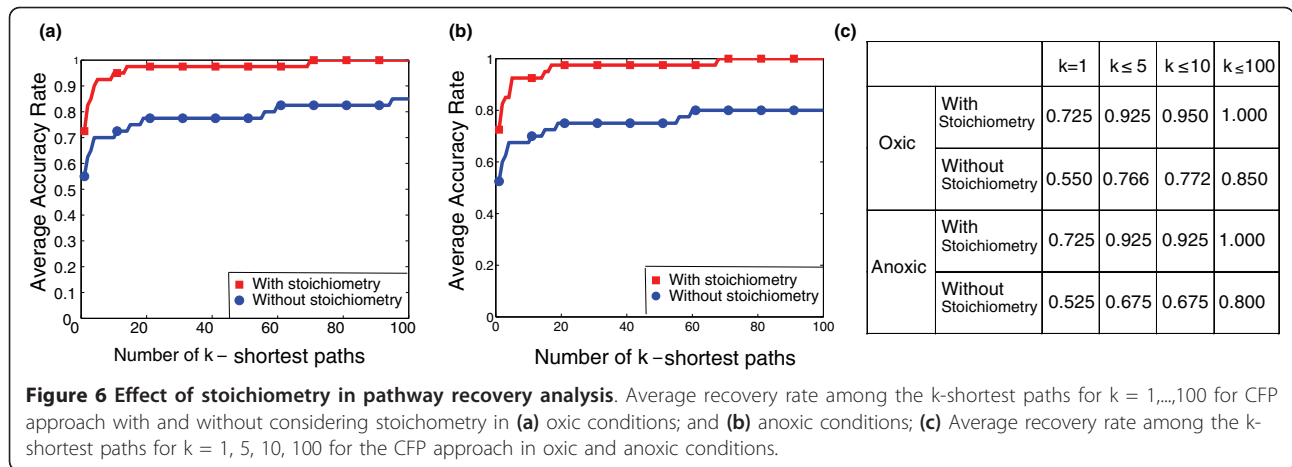 (a)
Average Accuracy Rate
1
0.9
0.8
0.7
0.6
0.5
0.4
0.3
0.2
0.1
0
0 20 40 60 80 100
Number of k – shortest paths
With stoichiometry
Without stoichiometry
(b)
Average Accuracy Rate
1
0.8
0.6
0.4
0.2
0
0 20 40 60 80 100
Number of k –shortest paths
With stoichiometry
Without stoichiometry
(c)
k=1 k ≤ 5 k ≤10 k ≤100
Oxic
With Stoichiometry 0.725 0.925 0.950 1.000
Without Stoichiometry 0.550 0.766 0.772 0.850
Anoxic
With Stoichiometry 0.725 0.925 0.925 1.000
Without Stoichiometry 0.525 0.675 0.675 0.800
Figure 6 Effect of stoichiometry in pathway recovery analysis. Average recovery rate among the k-shortest paths for k = 1,...,100 for CFP
approach with and without considering stoichometry in (a) oxic conditions; and (b) anoxic conditions; (c) Average recovery rate among the k-
shortest paths for k = 1, 5, 10, 100 for the CFP approach in oxic and anoxic conditions.